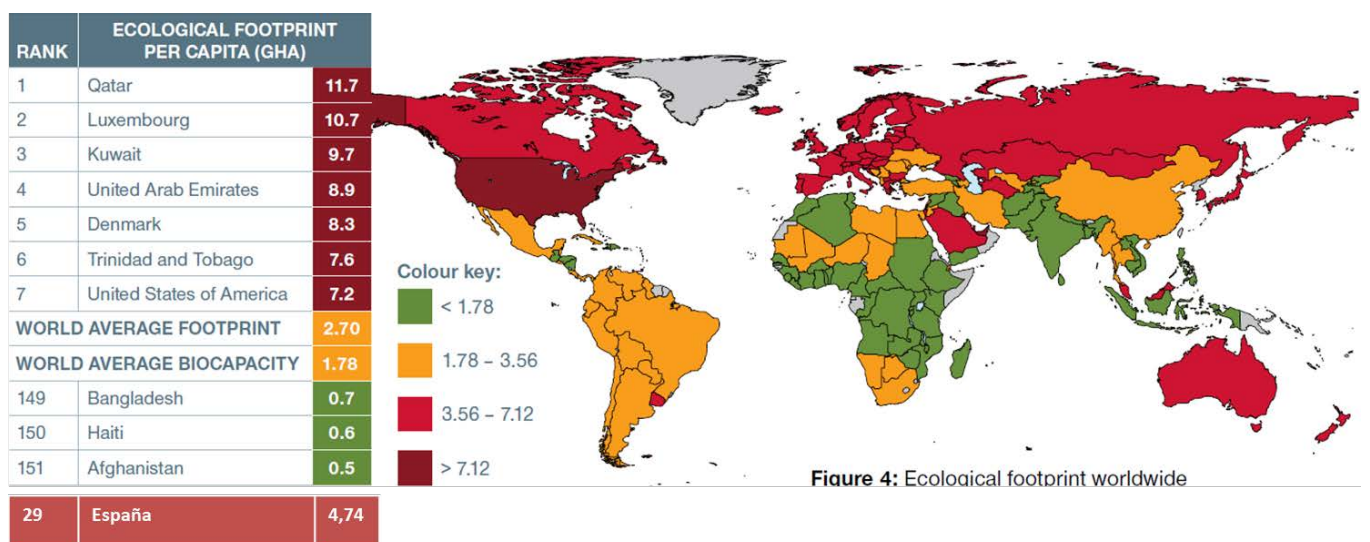 RANK ECOLOGICAL FOOTPRINT PER CAPITA (GHA)
1 Qatar 11.7
2 Luxembourg 10.7
3 Kuwait 9.7
4 United Arab Emirates 8.9
5 Denmark 8.3
6 Trinidad and Tobago 7.6
7 United States of America 7.2
WORLD AVERAGE FOOTPRINT 2.70
WORLD AVERAGE BIOCAPACITY 1.78
149 Bangladesh 0.7
150 Haiti 0.6
151 Afghanistan 0.5
29 España 4,74
Colour key:
< 1.78
1.78 – 3.56
3.56 – 7.12
> 7.12
Figure 4: Ecological footprint worldwide